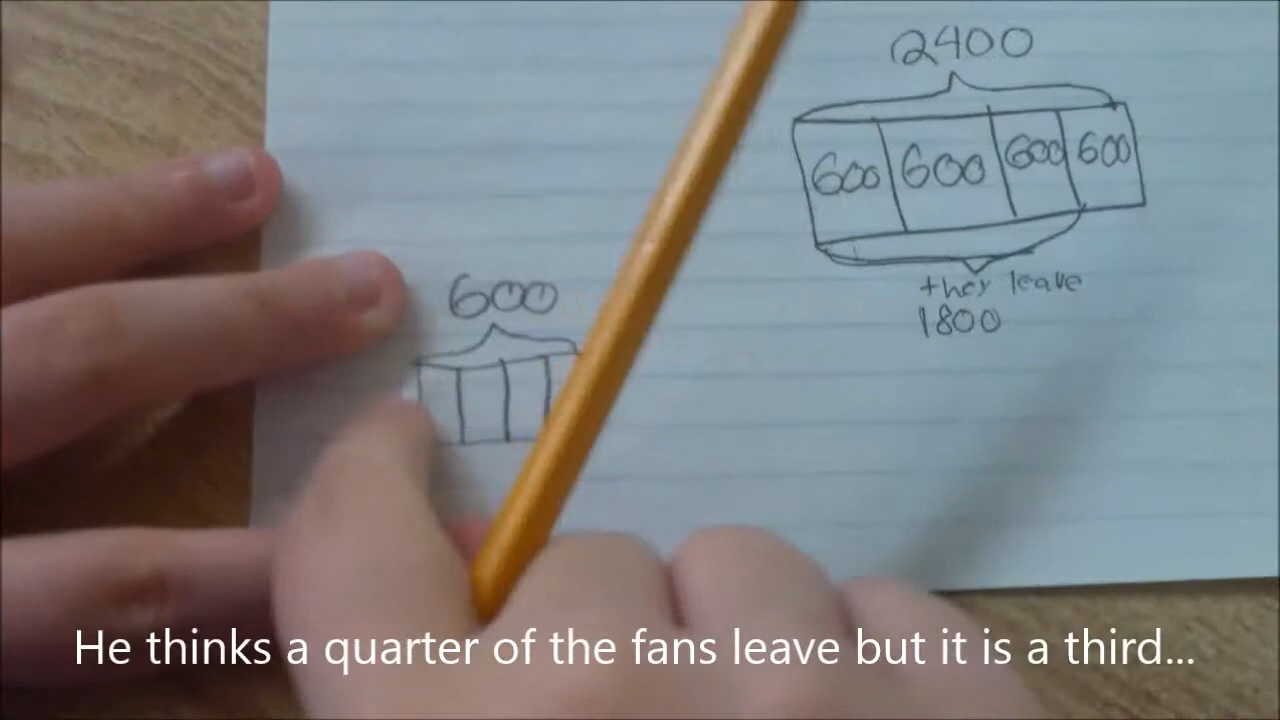 2400
600 600 600 600
they leave
1800
600
He thinks a quarter of the fans leave but it is a third...